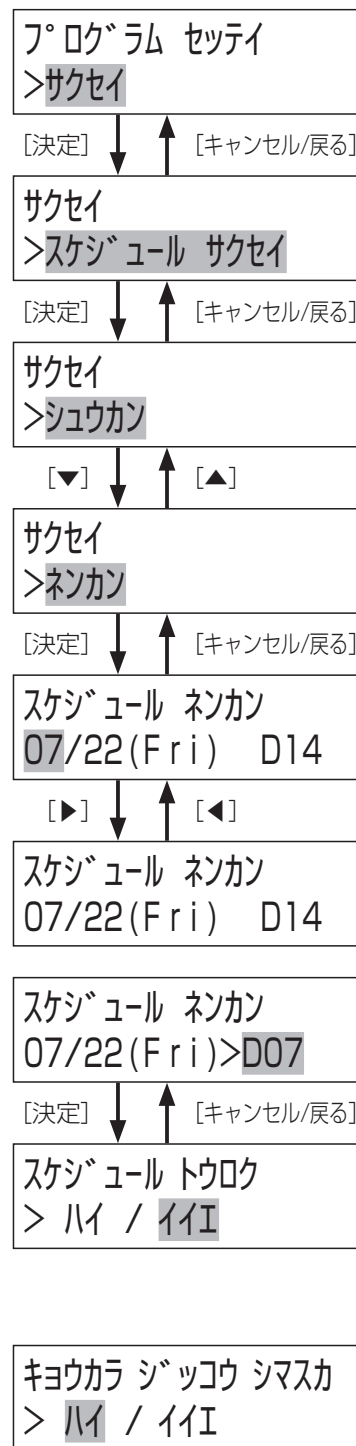 プログラム セッテイ
>サクセイ
[決定] [キャンセル/戻る]
サクセイ
>スケジュール サクセイ
[決定] [キャンセル/戻る]
サクセイ
>シュウカン
[▼] [▲]
サクセイ
>ネンカン
[決定] [キャンセル/戻る]
スケジュール ネンカン
07/22(Fri) D14
[▶] [◀]
スケジュール ネンカン
07/22(Fri) D14
スケジュール ネンカン
07/22(Fri)>D07
[決定] [キャンセル/戻る]
スケジュール トウロク
> ハイ / イイエ
キョウカラ ジッコウ シマスカ
> ハイ / イイエ